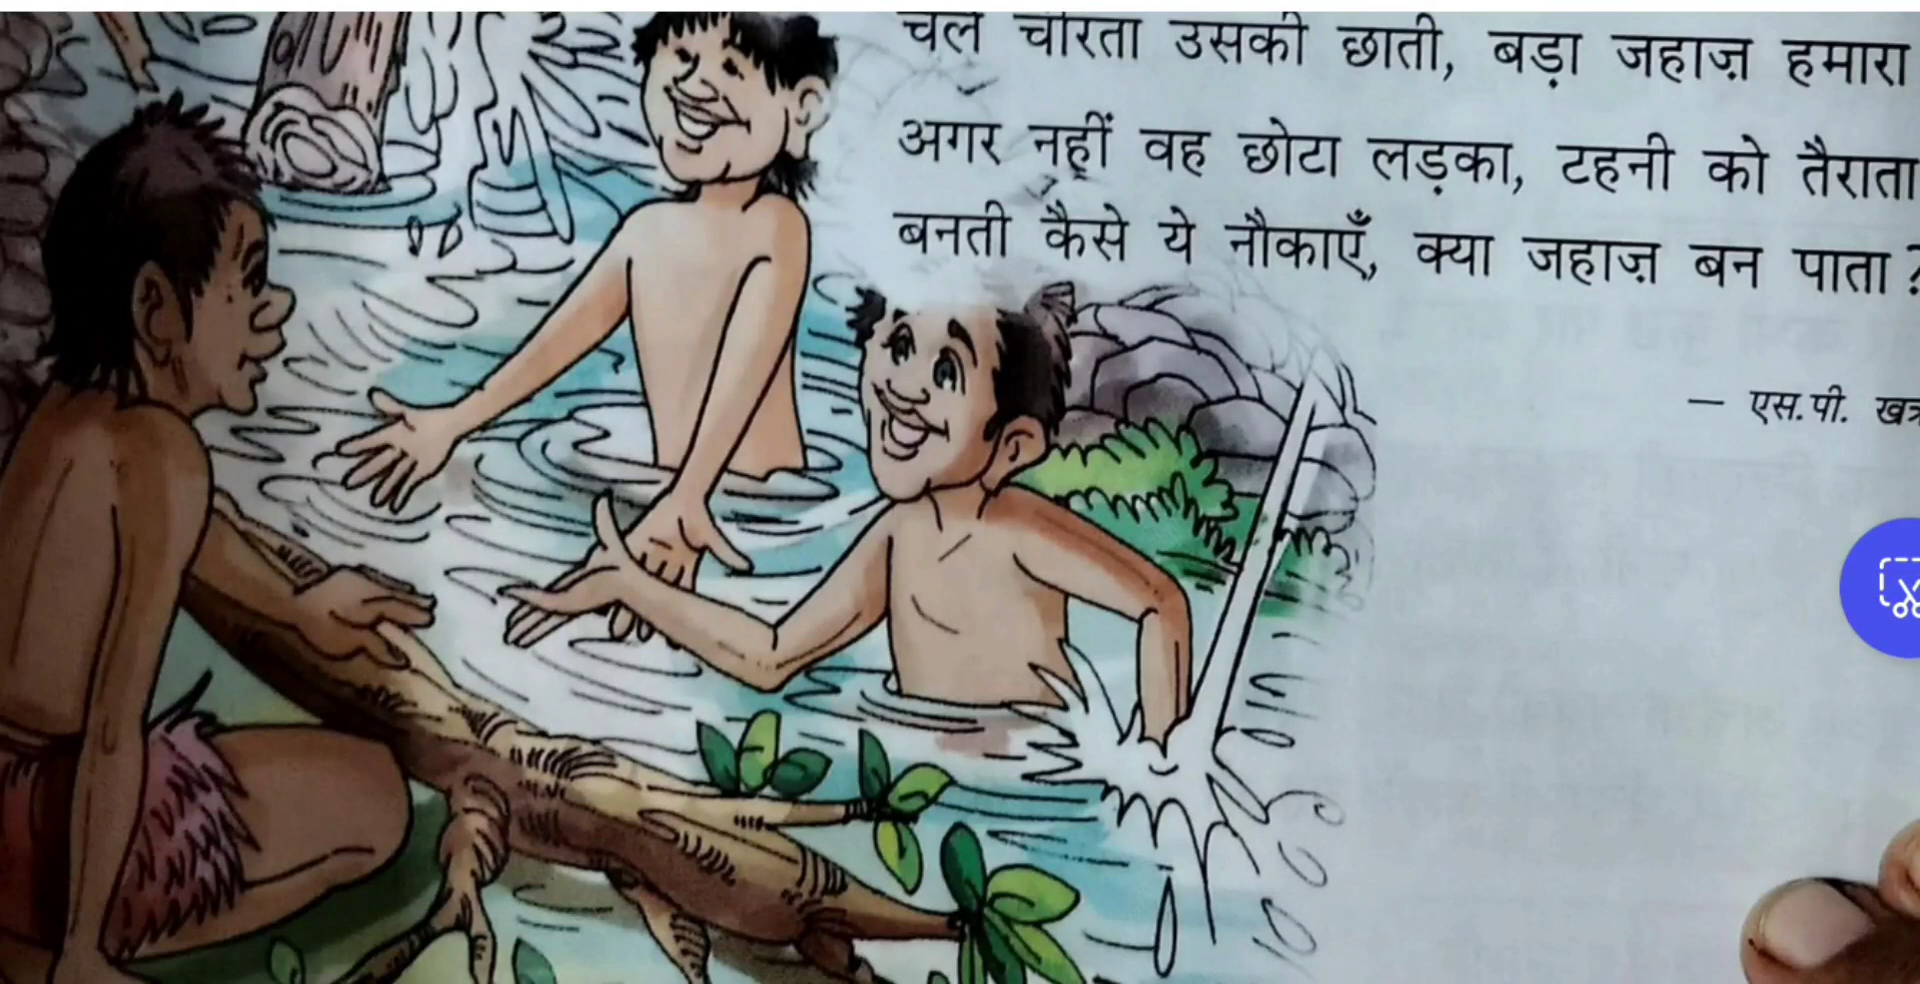 चले चीरता उसकी छाती, बड़ा जहाज़ हमारा
अगर नहीं वह छोटा लड़का, टहनी को तैराता
बनती कैसे ये नौकाएँ, क्या जहाज़ बन पाता ?
— एस.पी.